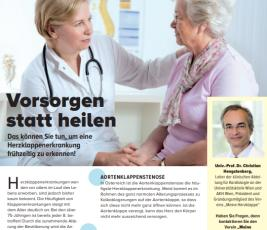 Vorsorgen
statt heilen
Das können Sie tun, um eine
Herzklappenerkrankung
frühzeitig zu erkennen!
Herzklappenerkrankungen werden
von vielen im Laufe des Lebens
erworben, sind jedoch bisher
kaum bekannt. Die Häufigkeit von
Klappenerkrankungen steigt mit
dem Alter deutlich an: Bei den über
75-Jährigen ist bereits jeder 8. betroffen!
Durch die zunehmende Alterung
der Bevölkerung wird die
AORTENKLAPPENSTENOSE
In Österreich ist die Aortenklappenstenose die häufigste
Herzklappenerkrankung. Meist kommt es im
Rahmen des ganz normalen Alterungsprozesses zu
Kalkablagerungen auf der Aortenklappe, so dass
sich diese nicht mehr ganz öffnen kann. Ist die
Aortenklappe verengt, kann das Herz den Körper
nicht mehr ausreichend versorgen.
Univ.-Prof. Dr. Christian
Hengstenberg,
Leiter der klinischen Abteilung
für Kardiologie an der
Universitätsklinik Wien und
AKH Wien, Präsident und
Gründungsmitglied des Vereins
Haben Sie Fragen, dann
kontaktieren Sie den
Verein „Meine